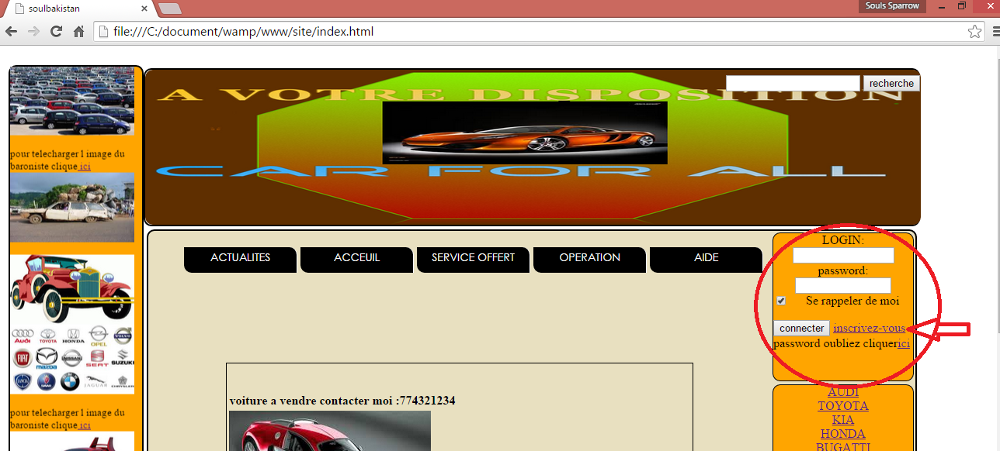 soulbakistan
Souls Sparrow
file:///C:/document/wamp/www/site/index.html
recherche
A VOTRE DISPOSITION
CAR FOR ALL
pour telecharger l image du
baroniste clique ici
Audi
TOYOTA
HONDA
OPEL
VOLVO
FIAT
mazda
NISSAN
SEAT
SUZUKI
LANCIA
SAAB
BMW
JAGUAR
CHRYSLER
pour telecharger l image du
baroniste clique ici
ACTUALITES
ACCEUIL
SERVICE OFFERT
OPERATION
AIDE
voiture a vendre contacter moi :774321234
LOGIN:
password:
Se rappeler de moi
connecter inscrivez-vous
password oubliez cliquerici
AUDI
TOYOTA
KIA
HONDA
BUGATTI